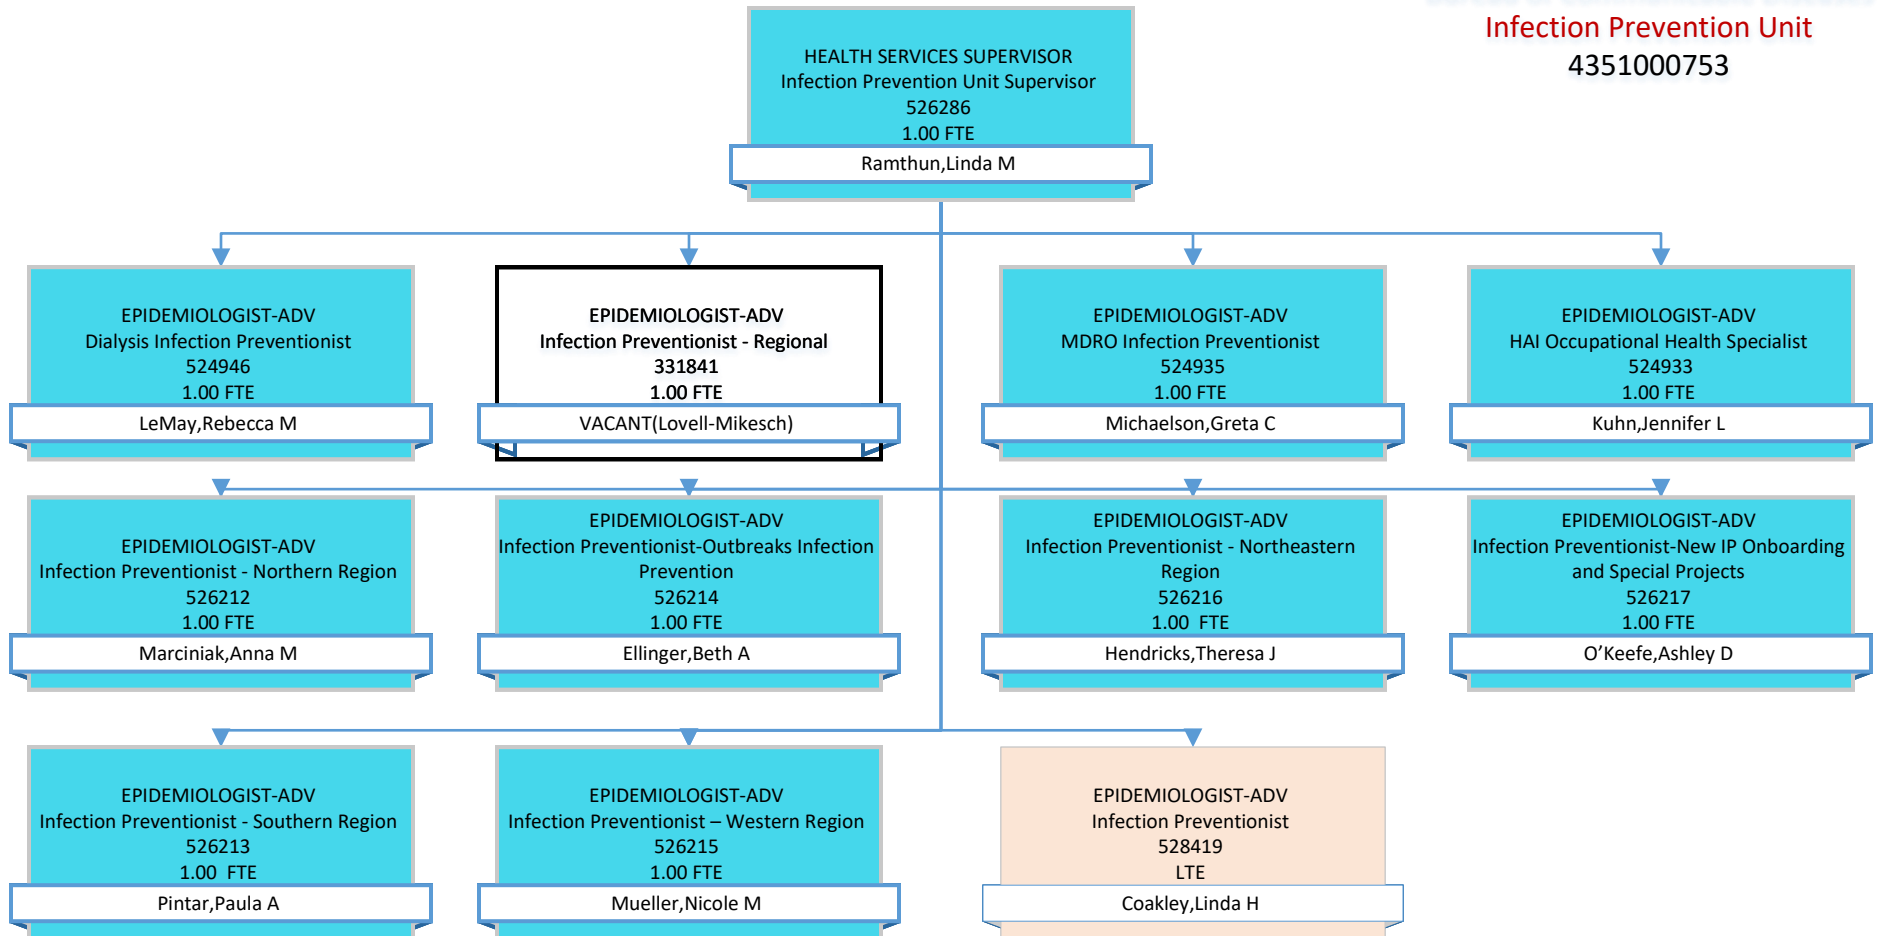 Infection Prevention Unit
4351000753
HEALTH SERVICES SUPERVISOR
Infection Prevention Unit Supervisor
526286
1.00 FTE
Ramthun,Linda M
EPIDEMIOLOGIST-ADV
Dialysis Infection Preventionist
524946
1.00 FTE
LeMay,Rebecca M
EPIDEMIOLOGIST-ADV
Infection Preventionist - Regional
331841
1.00 FTE
VACANT(Lovell-Mikesch)
EPIDEMIOLOGIST-ADV
MDRO Infection Preventionist
524935
1.00 FTE
Michaelson,Greta C
EPIDEMIOLOGIST-ADV
HAI Occupational Health Specialist
524933
1.00 FTE
Kuhn,Jennifer L
EPIDEMIOLOGIST-ADV
Infection Preventionist - Northern Region
526212
1.00 FTE
Marciniak,Anna M
EPIDEMIOLOGIST-ADV
Infection Preventionist-Outbreaks Infection
Prevention
526214
1.00 FTE
Ellinger,Beth A
EPIDEMIOLOGIST-ADV
Infection Preventionist - Northeastern
Region
526216
1.00  FTE
Hendricks,Theresa J
EPIDEMIOLOGIST-ADV
Infection Preventionist-New IP Onboarding
and Special Projects
526217
1.00 FTE
O’Keefe,Ashley D
EPIDEMIOLOGIST-ADV
Infection Preventionist - Southern Region
526213
1.00  FTE
Pintar,Paula A
EPIDEMIOLOGIST-ADV
Infection Preventionist – Western Region
526215
1.00 FTE
Mueller,Nicole M
EPIDEMIOLOGIST-ADV
Infection Preventionist
528419
LTE
Coakley,Linda H